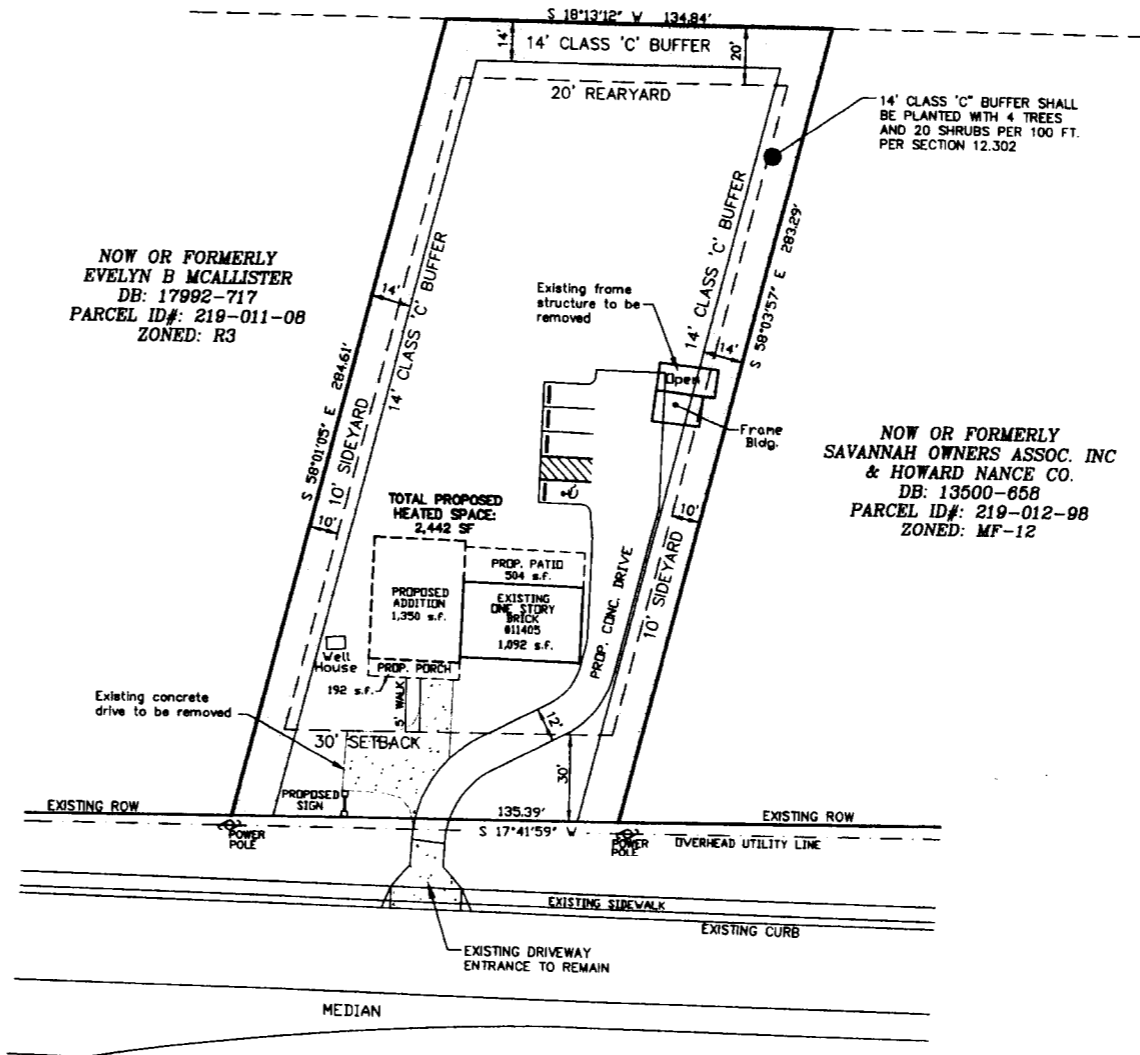 S 18°13'12" W 134.84'
14'
14' CLASS 'C' BUFFER
20'
20' REARYARD
14' CLASS 'C" BUFFER SHALL
BE PLANTED WITH 4 TREES
AND 20 SHRUBS PER 100 FT.
PER SECTION 12.302
14' CLASS 'C' BUFFER
S 58°03'57" E 283.29'
NOW OR FORMERLY
EVELYN B MCALLISTER
DB: 17992-717
PARCEL ID#: 219-011-08
ZONED: R3
14'
14' CLASS 'C' BUFFER
S 58°01'05" E 284.61'
10' SIDEYARD
10'
Existing frame
structure to be
removed
14'
Open
Frame
Bldg.
NOW OR FORMERLY
SAVANNAH OWNERS ASSOC. INC
& HOWARD NANCE CO.
DB: 13500-658
PARCEL ID#: 219-012-98
ZONED: MF-12
10'
10' SIDEYARD
TOTAL PROPOSED
HEATED SPACE:
2,442 SF
PROP. PATIO
504 s.f.
PROPOSED
ADDITION
1,350 s.f.
EXISTING
ONE STORY
BRICK
#11405
1,092 s.f.
PROP. CONC. DRIVE
Well
House
PROP. PORCH
192 s.f.
5' WALK
Existing concrete
drive to be removed
12'
30' SETBACK
30'
PROPOSED
SIGN
EXISTING ROW
135.39'
S 17°41'59" W
EXISTING ROW
POWER
POLE
POWER
POLE
OVERHEAD UTILITY LINE
EXISTING SIDEWALK
EXISTING CURB
EXISTING DRIVEWAY
ENTRANCE TO REMAIN
MEDIAN